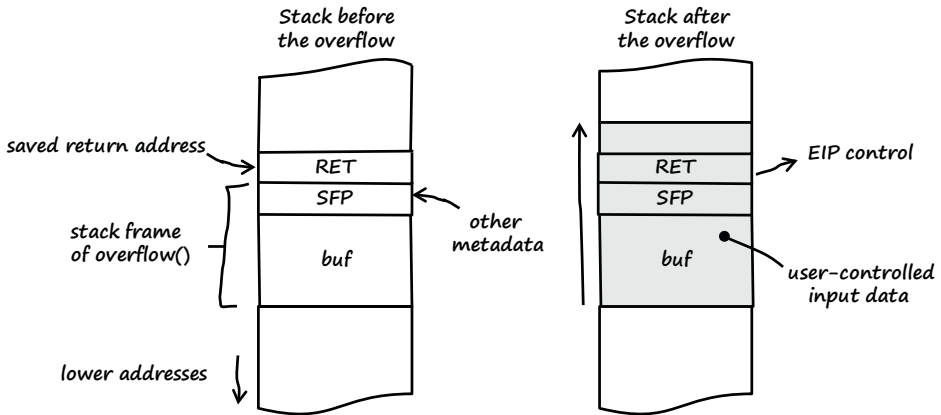 Stack before
the overflow
saved return address
RET
SFP
other
metadata
stack frame
of overflow()
buf
lower addresses
Stack after
the overflow
RET
EIP control
SFP
buf
user-controlled
input data